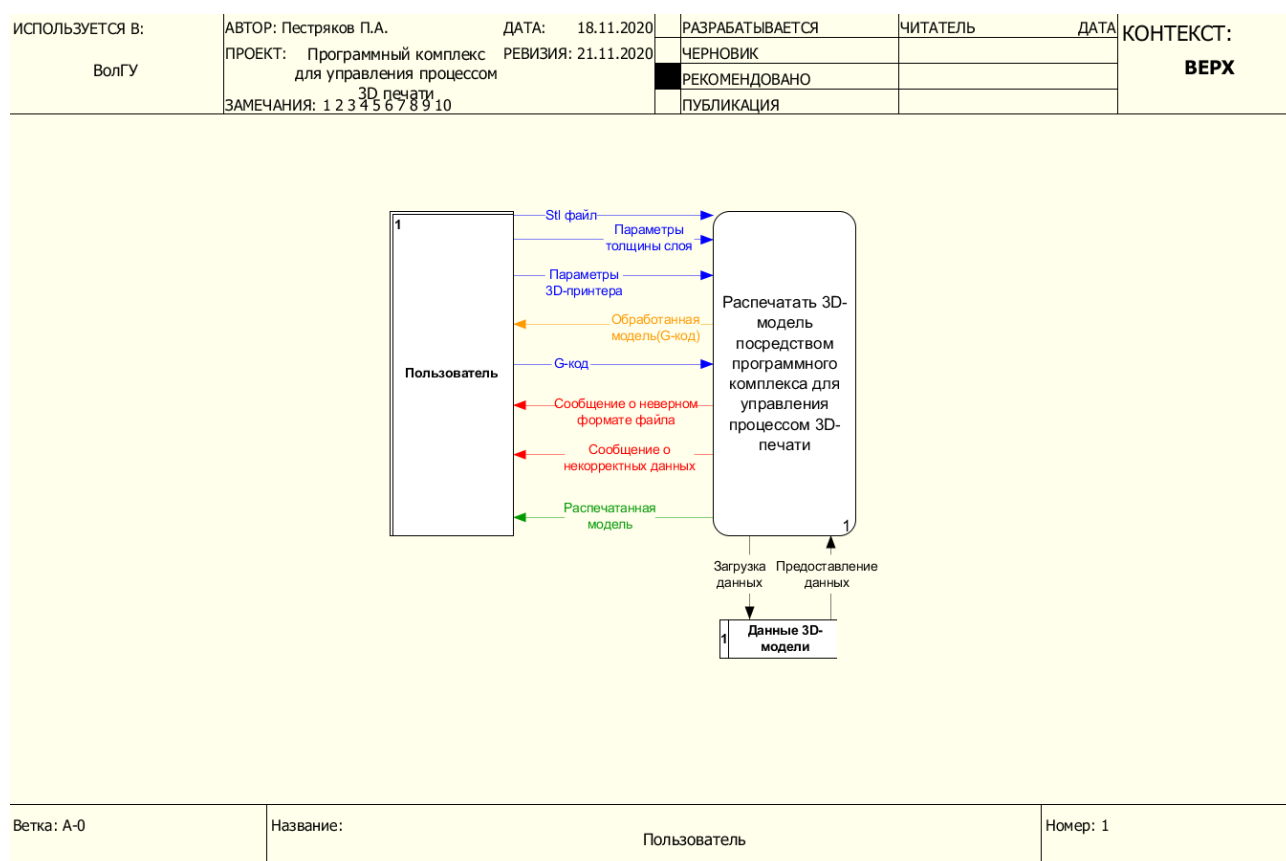 ИСПОЛЬЗУЕТСЯ В:
ВолГУ
АВТОР: Пестряков П.А.
ДАТА: 18.11.2020
ПРОЕКТ: Программный комплекс
для управления процессом
3D печати
РЕВИЗИЯ: 21.11.2020
ЗАМЕЧАНИЯ: 1 2 3 4 5 6 7 8 9 10
РАЗРАБАТЫВАЕТСЯ
ЧЕРНОВИК
РЕКОМЕНДОВАНО
ПУБЛИКАЦИЯ
ЧИТАТЕЛЬ
ДАТА
КОНТЕКСТ:
ВЕРХ
1
Пользователь
Stl файл
Параметры
толщины слоя
Параметры
3D-принтера
Обработанная
модель(G-код)
G-код
Сообщение о неверном
формате файла
Сообщение о
некорректных данных
Распечатанная
модель
Распечатать 3D-
модель
посредством
программного
комплекса для
управления
процессом 3D-
печати
1
Загрузка
данных
Предоставление
данных
1
Данные 3D-
модели
Ветка: A-0
Название:
Пользователь
Номер: 1